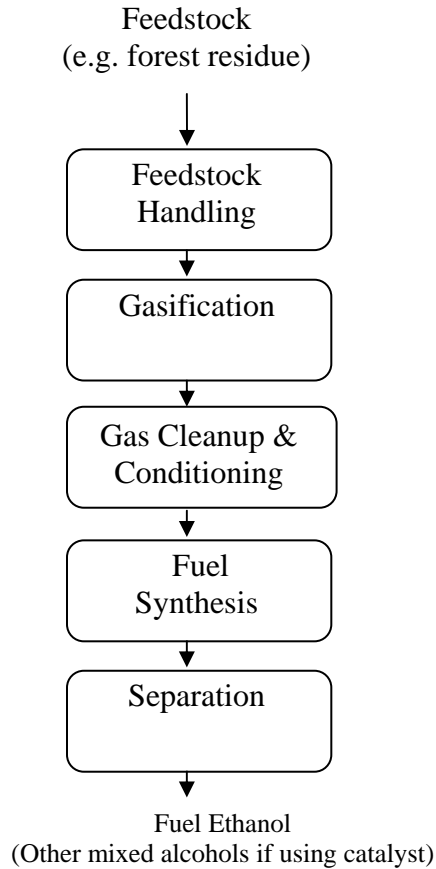 Feedstock
(e.g. forest residue)
Feedstock
Handling
Gasification
Gas Cleanup &
Conditioning
Fuel
Synthesis
Separation
Fuel Ethanol
(Other mixed alcohols if using catalyst)